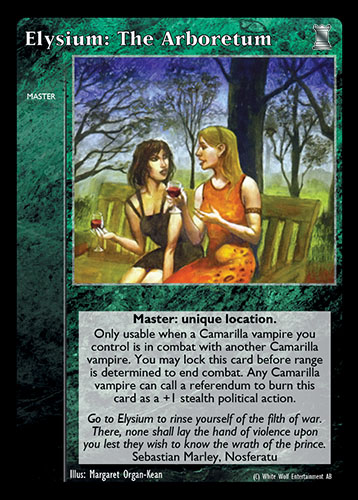 Elysium: The Arboretum
MASTER
Master: unique location.
Only usable when a Camarilla vampire you
control is in combat with another Camarilla
vampire. You may lock this card before range
is determined to end combat. Any Camarilla
vampire can call a referendum to burn this
card as a +1 stealth political action.
Go to Elysium to rinse yourself of the filth of war.
There, none shall lay the hand of violence upon
you lest they wish to know the wrath of the prince.
Sebastian Marley, Nosferatu
Illus: Margaret Organ-Kean
(C) White Wolf Entertainment AB